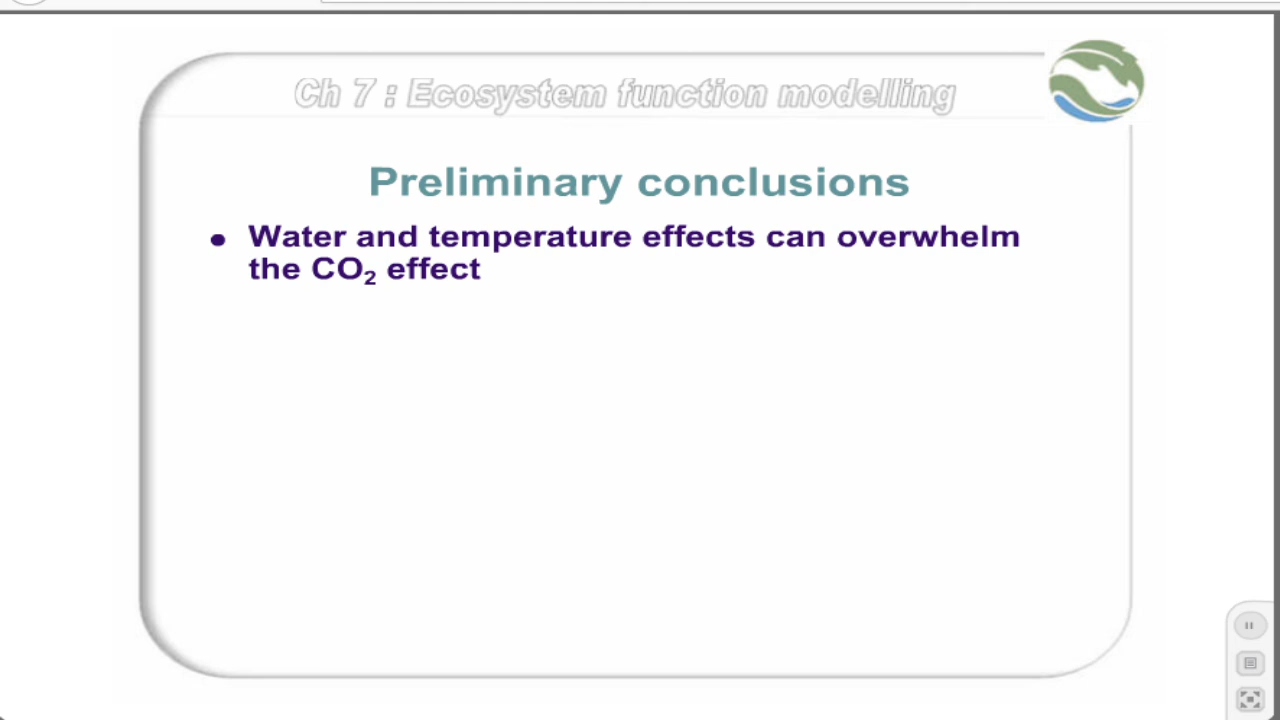 Ch 7 : Ecosystem function modelling
Preliminary conclusions
• Water and temperature effects can overwhelm
the CO₂ effect